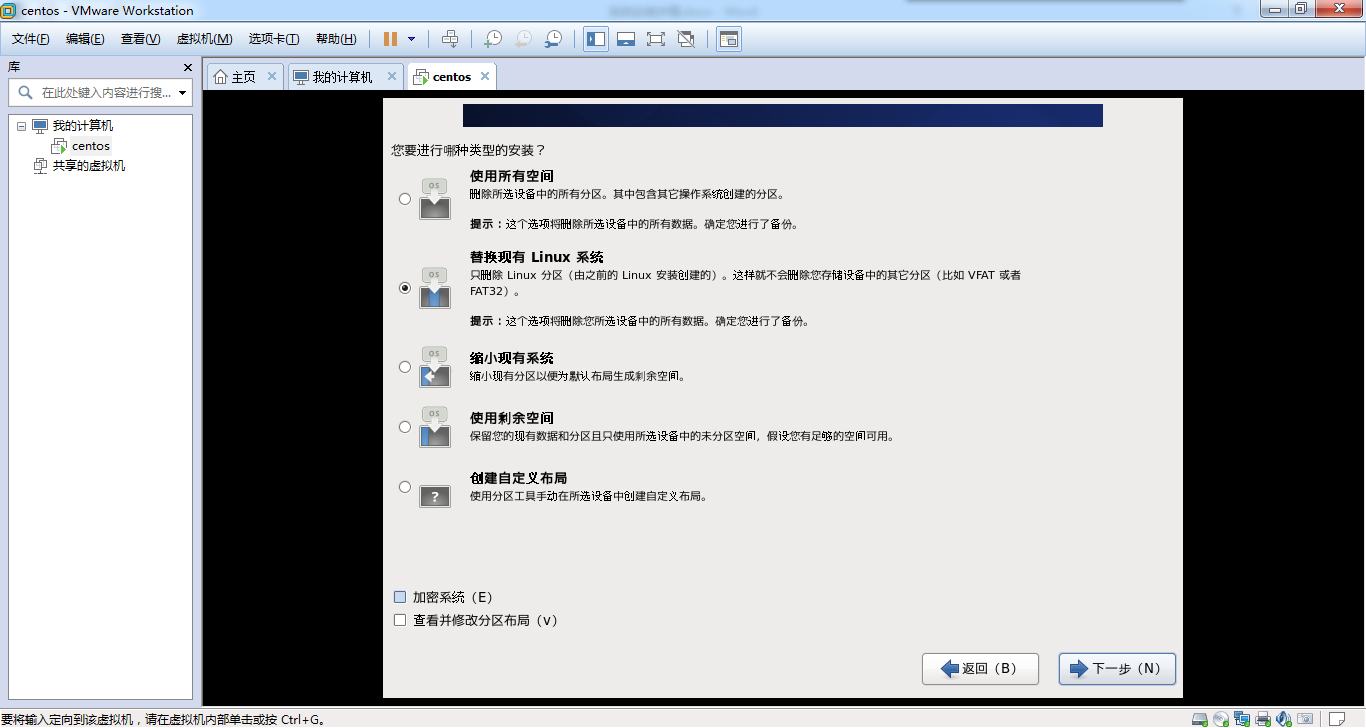 centos - VMware Workstation
文件(F) 编辑(E) 查看(V) 虚拟机(M) 选项卡(T) 帮助(H)
库
在此处键入内容进行搜...
我的计算机
centos
共享的虚拟机
主页 我的计算机 centos
您要进行哪种类型的安装？
OS
使用所有空间
删除所选设备中的所有分区。其中包含其它操作系统创建的分区。
提示：这个选项将删除所选设备中的所有数据。确定您进行了备份。
OS
替换现有 Linux 系统
只删除 Linux 分区（由之前的 Linux 安装创建的）。这样就不会删除您存储设备中的其它分区（比如 VFAT 或者
FAT32）。
提示：这个选项将删除您所选设备中的所有数据。确定您进行了备份。
OS
缩小现有系统
缩小现有分区以便为默认布局生成剩余空间。
OS
使用剩余空间
保留您的现有数据和分区且只使用所选设备中的未分区空间，假设您有足够的空间可用。
?
创建自定义布局
使用分区工具手动在所选设备中创建自定义布局。
加密系统（E）
查看并修改分区布局（v）
返回（B） 下一步（N）
要将输入定向到该虚拟机，请在虚拟机内部单击或按 Ctrl+G。